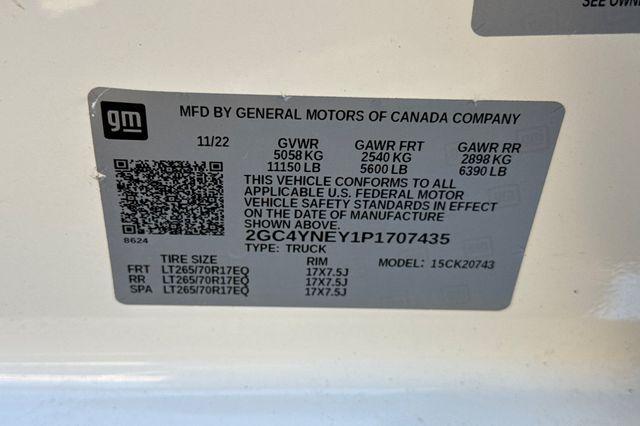 SEE OWNE
gm
MFD BY GENERAL MOTORS OF CANADA COMPANY
11/22 GVWR GAWR FRT GAWR RR
5058 KG 2540 KG 2898 KG
11150 LB 5600 LB 6390 LB
THIS VEHICLE CONFORMS TO ALL
APPLICABLE U.S. FEDERAL MOTOR
VEHICLE SAFETY STANDARDS IN EFFECT
ON THE DATE OF MANUFACTURE
SHOWN ABOVE.
8624 2GC4YNEY1P1707435
TYPE: TRUCK
TIRE SIZE RIM MODEL: 15CK20743
FRT LT265/70R17EQ 17X7.5J
RR LT265/70R17EQ 17X7.5J
SPA LT265/70R17EQ 17X7.5J